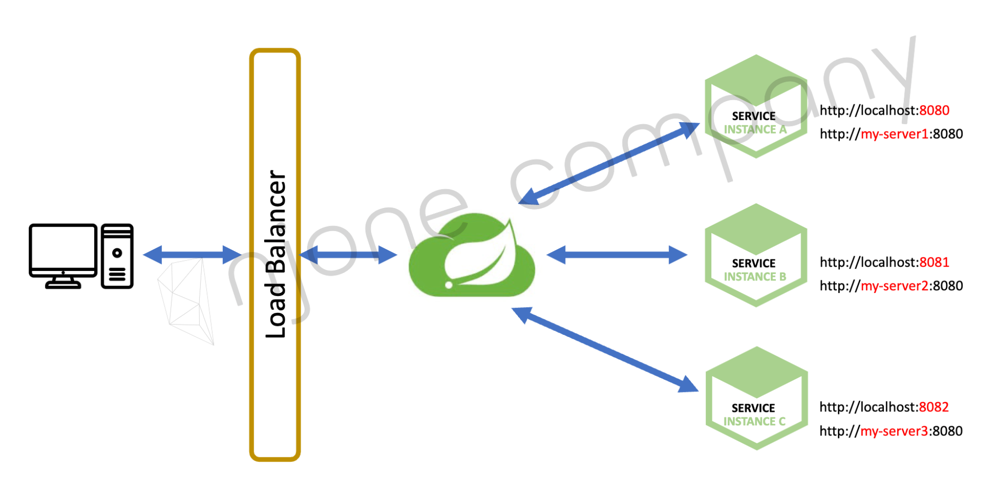 Load Balancer
SERVICE
INSTANCE A
http://localhost:8080
http://my-server1:8080
SERVICE
INSTANCE B
http://localhost:8081
http://my-server2:8080
SERVICE
INSTANCE C
http://localhost:8082
http://my-server3:8080
njone company